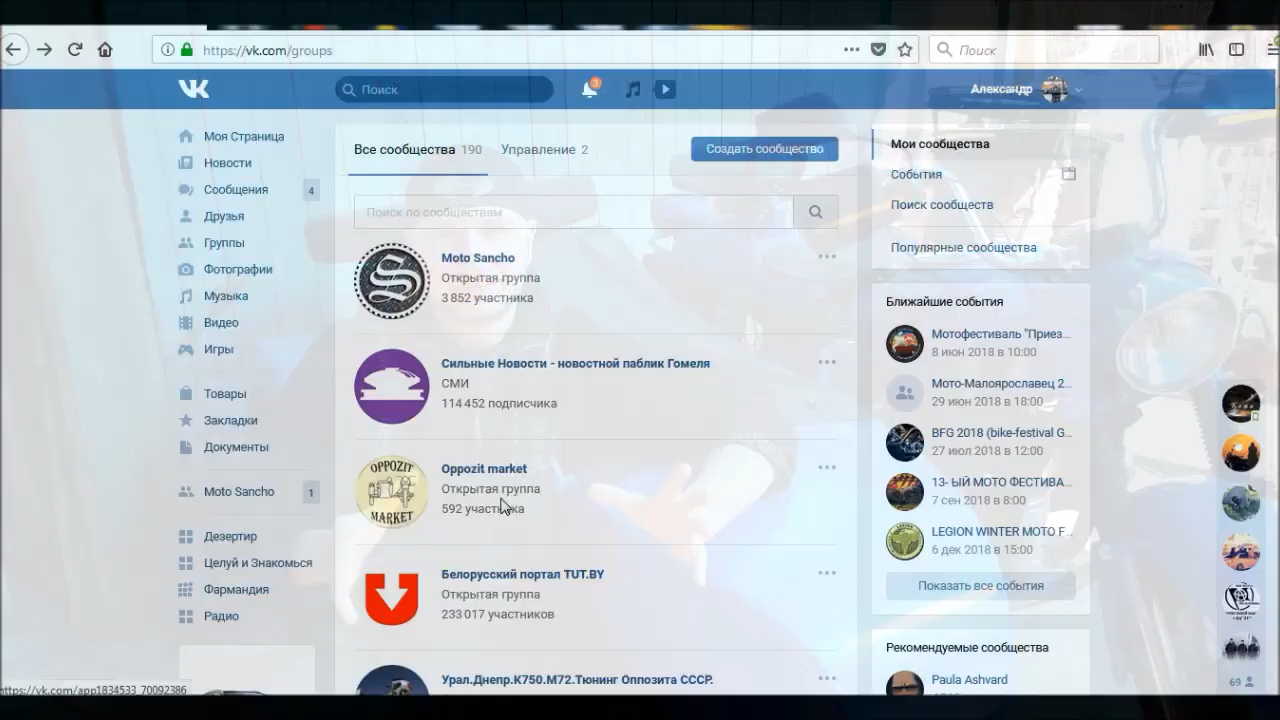 https://vk.com/groups
Поиск
Поиск
3
Александр
Моя Страница
Новости
Сообщения 4
Друзья
Группы
Фотографии
Музыка
Видео
Игры
Товары
Закладки
Документы
Moto Sancho 1
Дезертир
Целуй и Знакомься
Фармандия
Радио
https://vk.com/app1834533_70092386
Все сообщества 190 Управление 2
Создать сообщество
Поиск по сообществам
Moto Sancho
Открытая группа
3 852 участника
Сильные Новости - новостной паблик Гомеля
СМИ
114 452 подписчика
OPPOZIT
MARKET
Oppozit market
Открытая группа
592 участника
Белорусский портал TUT.BY
Открытая группа
233 017 участников
Урал.Днепр.К750.М72.Тюнинг Оппозита СССР.
Мои сообщества
События
Поиск сообществ
Популярные сообщества
Ближайшие события
Мотофестиваль "Приез...
8 июн 2018 в 10:00
Мото-Малоярославец 2...
29 июн 2018 в 18:00
BFG 2018 (bike-festival G...
27 июл 2018 в 12:00
13- ЫЙ МОТО ФЕСТИВА...
7 сен 2018 в 8:00
LEGION WINTER MOTO F...
6 дек 2018 в 15:00
Показать все события
Рекомендуемые сообщества
Paula Ashvard
69